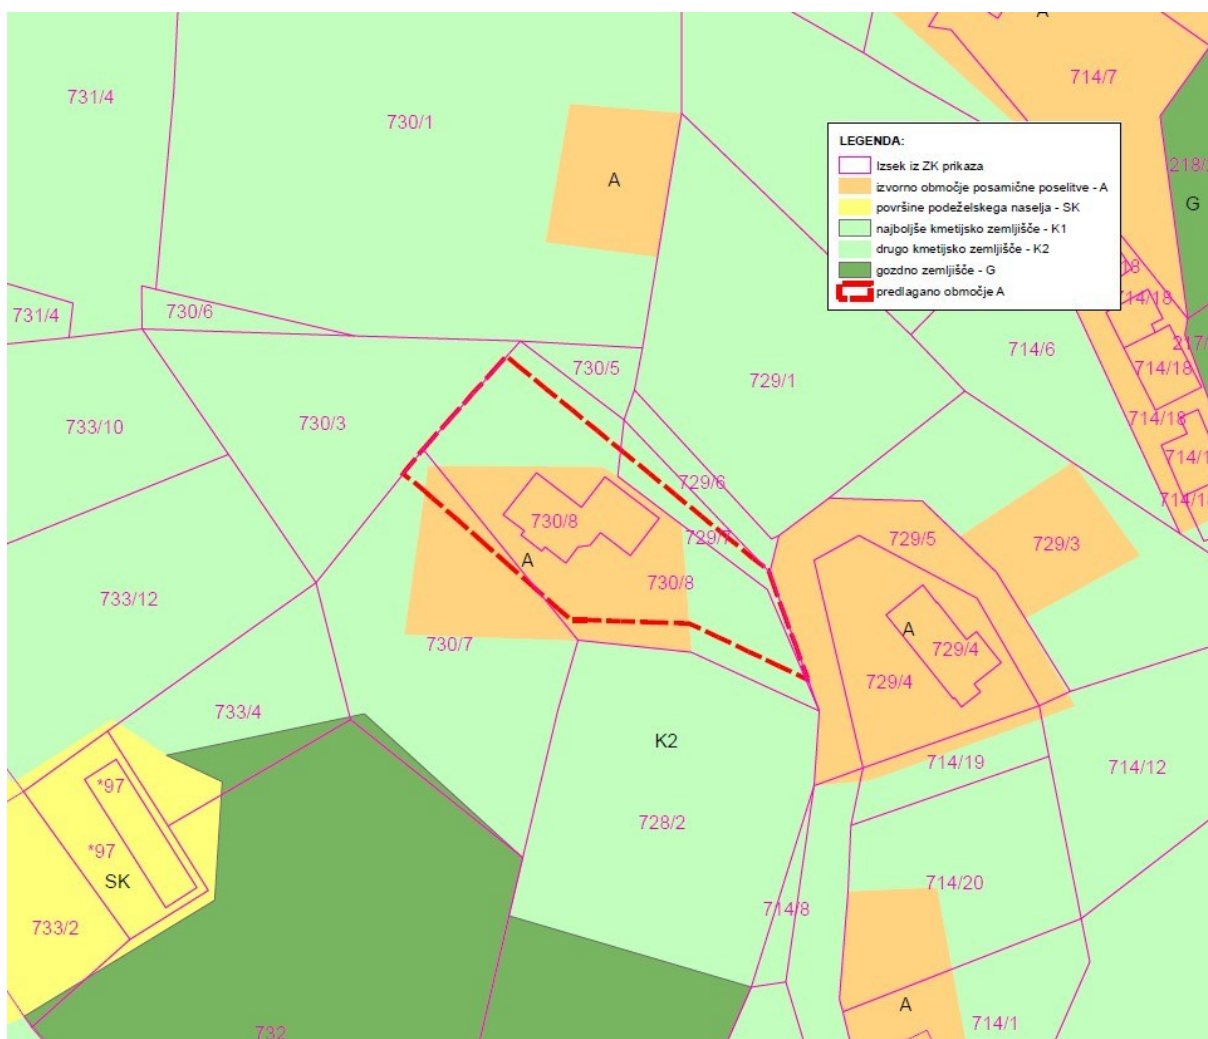 A
714/7
731/4
730/1
LEGENDA:
Izsek iz ZK prikaza
izvorno območje posamične poselitve - A
površine podeželskega naselja - SK
najboljše kmetijsko zemljišče - K1
drugo kmetijsko zemljišče - K2
gozdno zemljišče - G
predlagano območje A
A
G
731/4
730/6
714/18
714/6
730/5
714/18
729/1
733/10
730/3
714/18
729/6
730/8
729/7
729/5
729/3
A
730/8
733/12
A
730/7
729/4
729/4
733/4
K2
714/19
714/12
*97
728/2
*97
SK
714/20
714/8
733/2
A
714/1
732